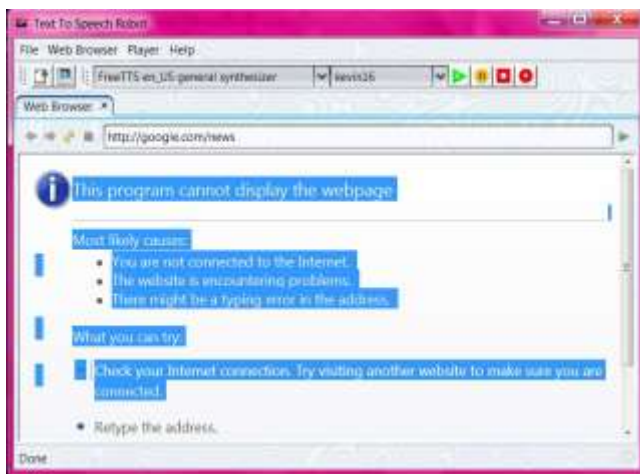 Text To Speech Robot
File Web Browser Player Help
FreeTTS en_US general synthesizer kevin16
Web Browser
http://google.com/news
This program cannot display the webpage
Most likely causes:
You are not connected to the Internet.
The website is encountering problems.
There might be a typing error in the address.
What you can try:
Check your Internet connection. Try visiting another website to make sure you are
connected.
Retype the address.
Done